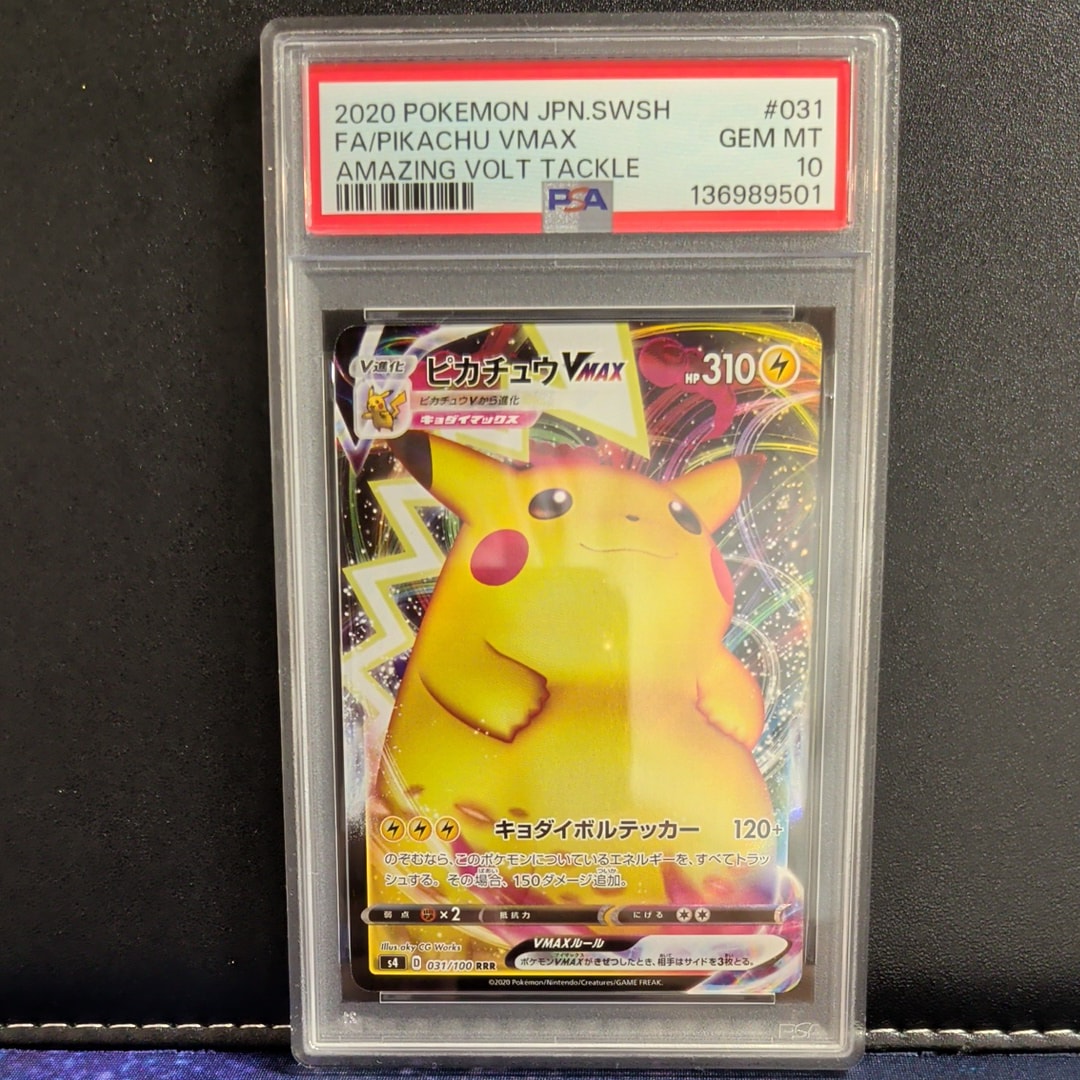 2020 POKEMON JPN.SWSH #031
FA/PIKACHU VMAX GEM MT
AMAZING VOLT TACKLE 10
136989501
PSA
V進化
ピカチュウVMAX HP310
ピカチュウVから進化
キョダイマックス
キョダイボルテッカー 120+
のぞむなら、このポケモンについているエネルギーを、すべてトラッ
シュする。その場合、150ダメージ追加。
弱点 ×2 抵抗力 にげる
Illus. aky CG Works
VMAXルール
s4 D 031/100 RRR
ポケモンVMAXがきぜつしたとき、相手はサイドを3枚とる。
©2020 Pokémon/Nintendo/Creatures/GAME FREAK.
PSA